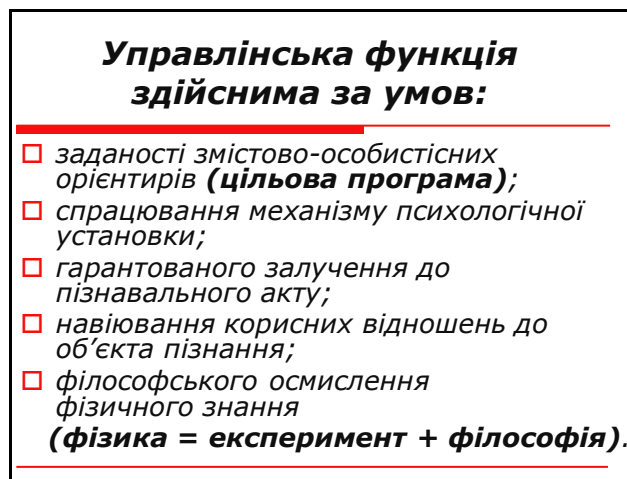 Управлінська функція
здійснима за умов:
заданості змістово-особистісних
орієнтирів (цільова програма);
спрацювання механізму психологічної
установки;
гарантованого залучення до
пізнавального акту;
навіювання корисних відношень до
об’єкта пізнання;
філософського осмислення
фізичного знання
(фізика = експеримент + філософія).